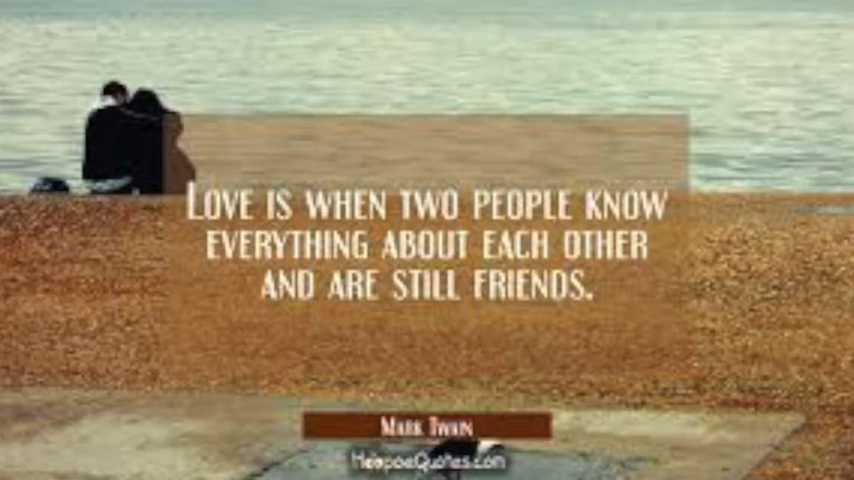 Love is when two people know
everything about each other
and are still friends.
Mark Twain
HoopoeQuotes.com